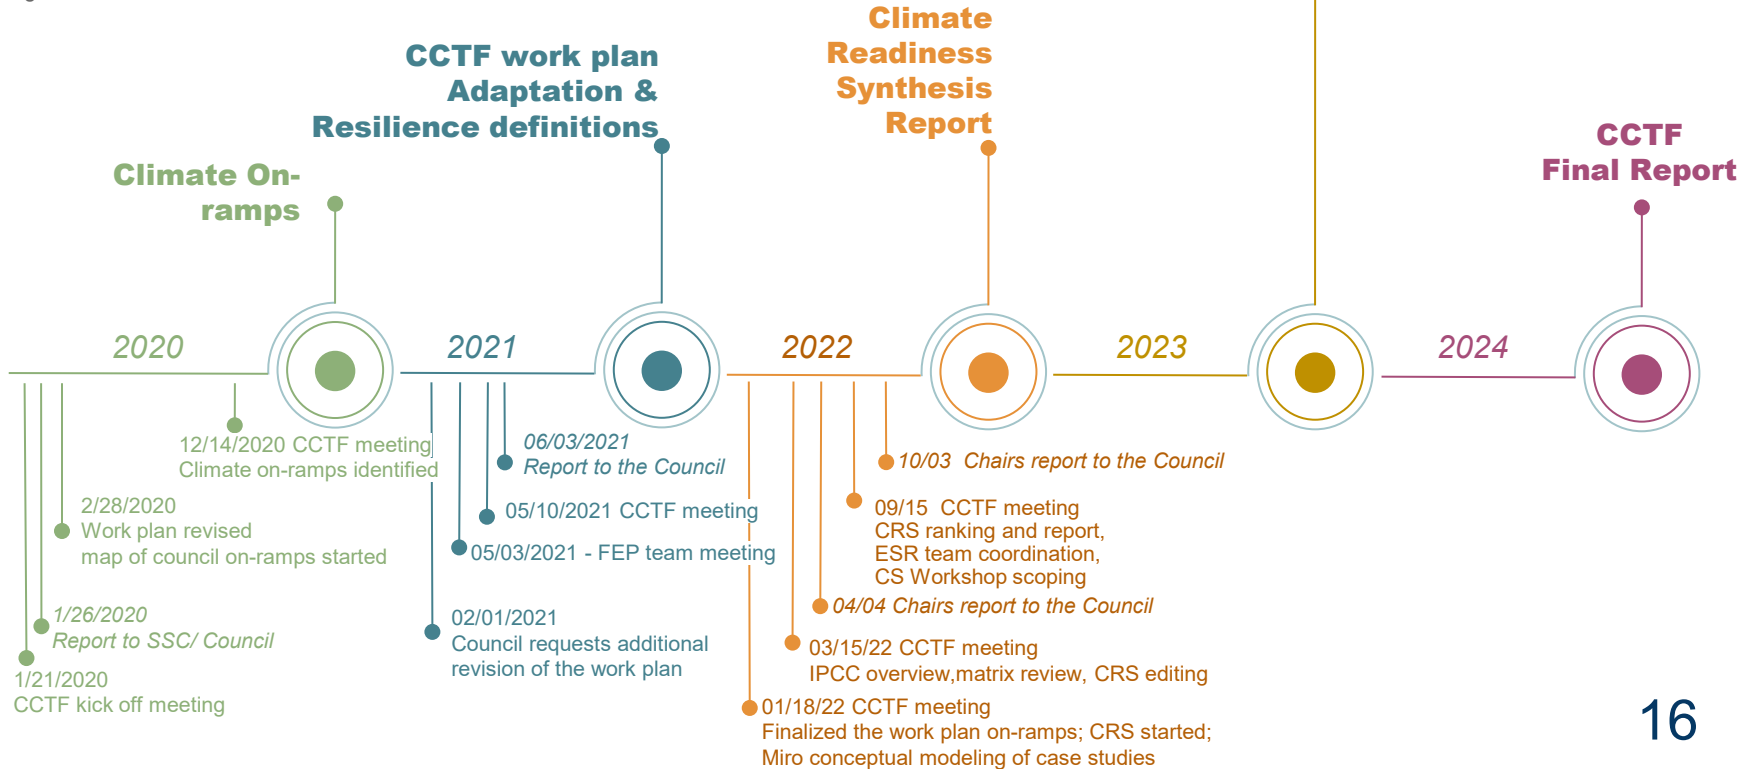 Climate
Readiness
Synthesis
Report
CCTF work plan
Adaptation &
Resilience definitions
Climate On-
ramps
CCTF
Final Report
2020
2021
2022
2023
2024
12/14/2020 CCTF meeting
Climate on-ramps identified
2/28/2020
Work plan revised
map of council on-ramps started
1/26/2020
Report to SSC/ Council
1/21/2020
CCTF kick off meeting
06/03/2021
Report to the Council
05/10/2021 CCTF meeting
05/03/2021 - FEP team meeting
02/01/2021
Council requests additional
revision of the work plan
10/03  Chairs report to the Council
09/15  CCTF meeting
CRS ranking and report,
ESR team coordination,
CS Workshop scoping
04/04 Chairs report to the Council
03/15/22 CCTF meeting
IPCC overview,matrix review, CRS editing
01/18/22 CCTF meeting
Finalized the work plan on-ramps; CRS started;
Miro conceptual modeling of case studies
16